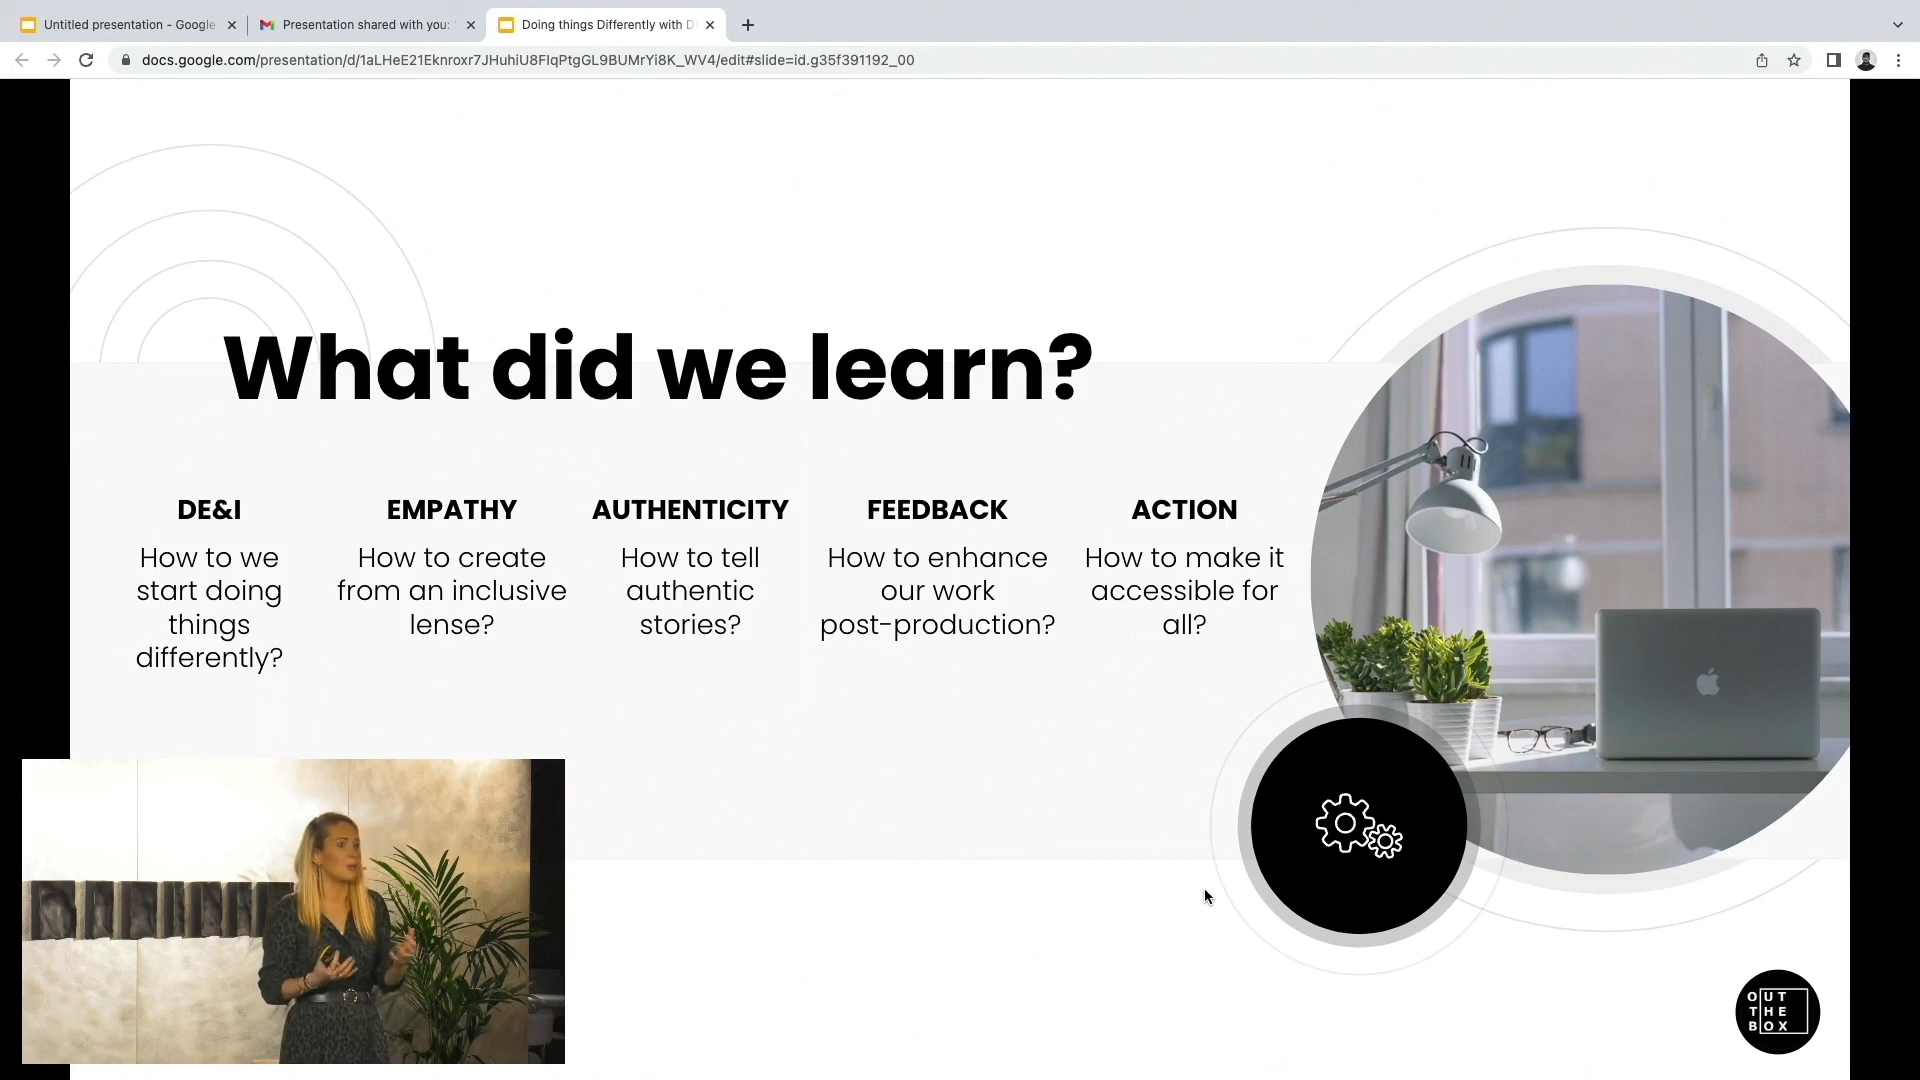 Untitled presentation - Google
Presentation shared with you:
Doing things Differently with D
docs.google.com/presentation/d/1aLHeE21Eknroxr7JHuhiU8FIqPtgGL9BUMrYi8K_WV4/edit#slide=id.g35f391192_00
What did we learn?
DE&I
How to we
start doing
things
differently?
EMPATHY
How to create
from an inclusive
lense?
AUTHENTICITY
How to tell
authentic
stories?
FEEDBACK
How to enhance
our work
post-production?
ACTION
How to make it
accessible for
all?
OUT
THE
BOX